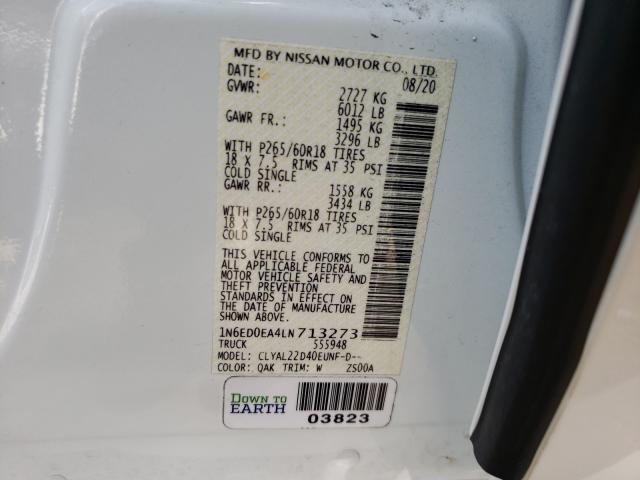 MFD BY NISSAN MOTOR CO., LTD.
DATE: 08/20
GVWR: 2727 KG
6012 LB
GAWR FR.: 1495 KG
3296 LB
WITH P265/60R18 TIRES
18 X 7.5 RIMS AT 35 PSI
COLD SINGLE
GAWR RR.: 1558 KG
3434 LB
WITH P265/60R18 TIRES
18 X 7.5 RIMS AT 35 PSI
COLD SINGLE
THIS VEHICLE CONFORMS TO
ALL APPLICABLE FEDERAL
MOTOR VEHICLE SAFETY AND
THEFT PREVENTION
STANDARDS IN EFFECT ON
THE DATE OF MANUFACTURE
SHOWN ABOVE.
1N6ED0EA4LN713273
TRUCK 555948
MODEL: CLYAL22D40EUNF-D--
COLOR: QAK TRIM: W ZS00A
DOWN TO
EARTH
03823